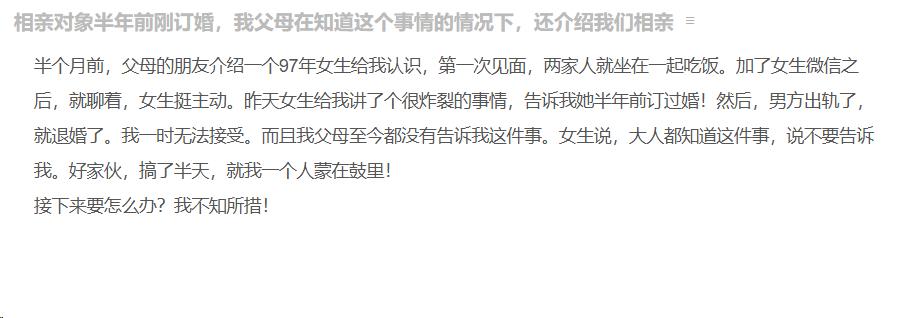 相亲对象半年前刚订婚，我父母在知道这个事情的情况下，还介绍我们相亲
半个月前，父母的朋友介绍一个97年女生给我认识，第一次见面，两家人就坐在一起吃饭。加了女生微信之
后，就聊着，女生挺主动。昨天女生给我讲了个很炸裂的事情，告诉我她半年前订过婚！然后，男方出轨了，
就退婚了。我一时无法接受。而且我父母至今都没有告诉我这件事。女生说，大人都知道这件事，说不要告诉
我。好家伙，搞了半天，就我一个人蒙在鼓里！
接下来要怎么办？我不知所措！